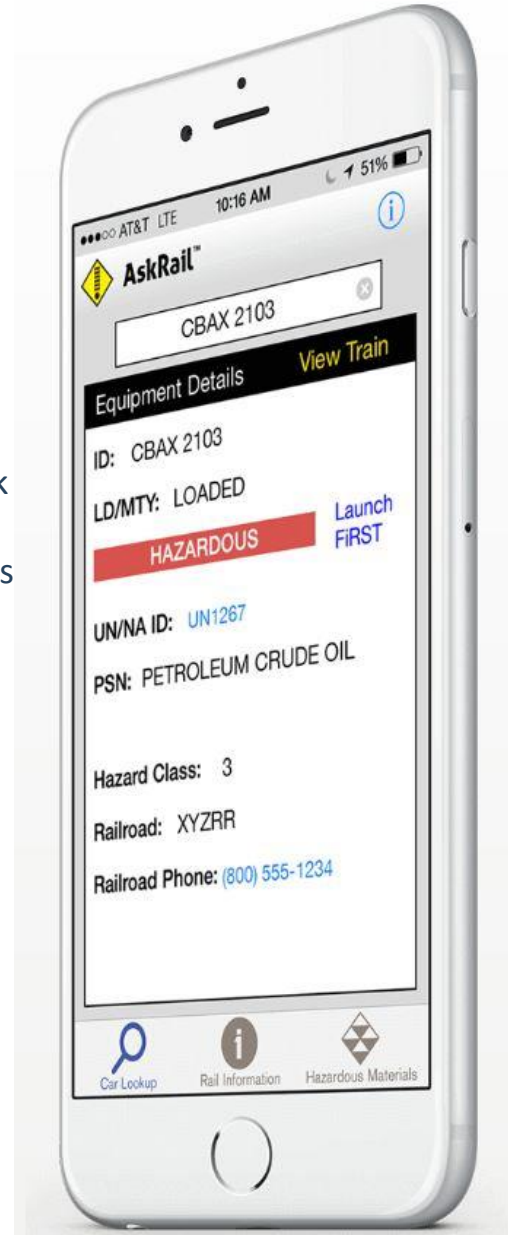 AT&T LTE 10:16 AM 51%
AskRail™
CBAX 2103
Equipment Details View Train
ID: CBAX 2103
LD/MTY: LOADED
HAZARDOUS
Launch
FiRST
UN/NA ID: UN1267
PSN: PETROLEUM CRUDE OIL
Hazard Class: 3
Railroad: XYZRR
Railroad Phone: (800) 555-1234
Car Lookup Rail Information Hazardous Materials
k
s